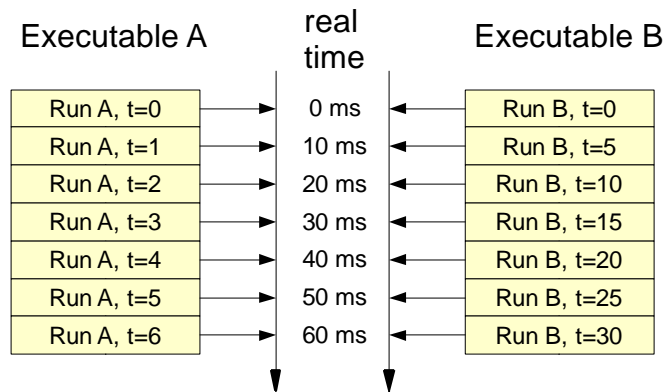 Executable A
real
time
Executable B
Run A, t=0
0 ms
Run B, t=0
Run A, t=1
10 ms
Run B, t=5
Run A, t=2
20 ms
Run B, t=10
Run A, t=3
30 ms
Run B, t=15
Run A, t=4
40 ms
Run B, t=20
Run A, t=5
50 ms
Run B, t=25
Run A, t=6
60 ms
Run B, t=30